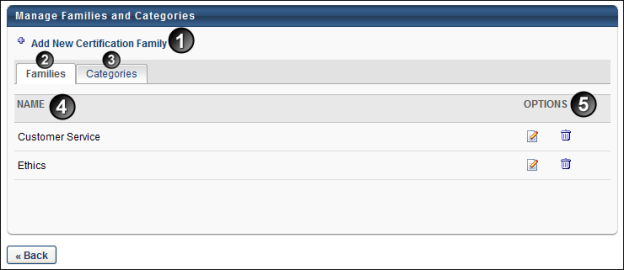 Manage Families and Categories
Add New Certification Family 1
2 3
Families Categories
NAME 4 OPTIONS 5
Customer Service
Ethics
« Back